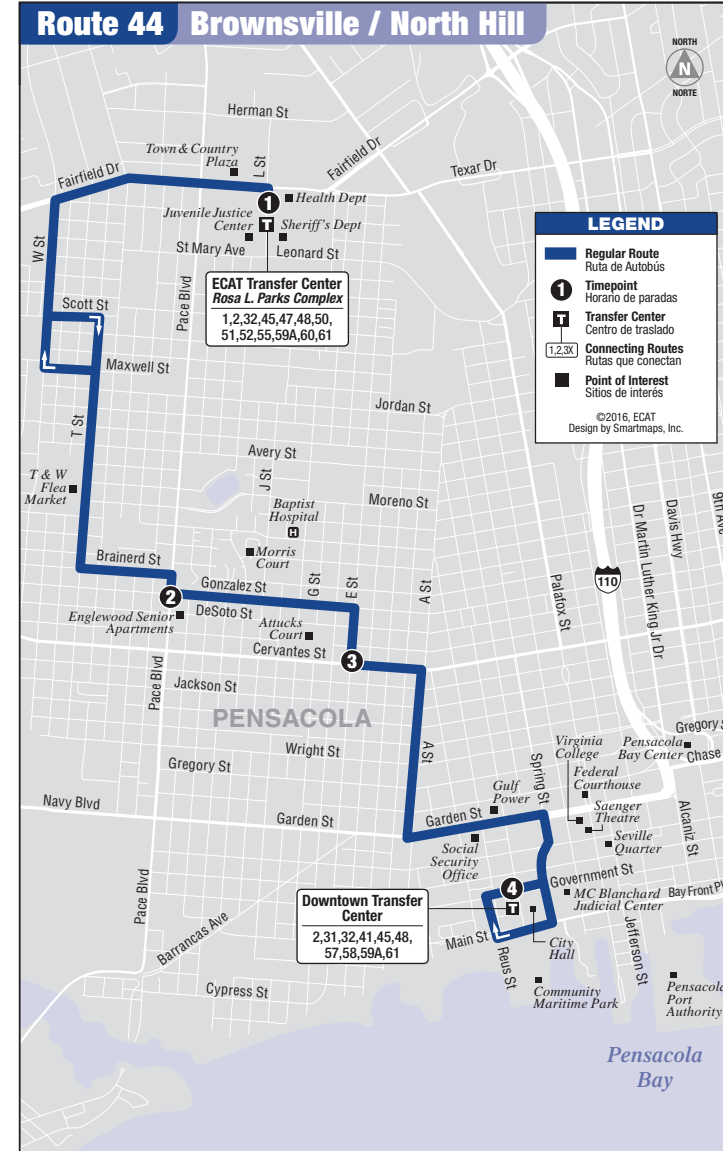 Route 44 Brownsville / North Hill
NORTH
N
NORTE
Herman St
Town & Country
Plaza
L St
Fairfield Dr
Fairfield Dr
Texar Dr
1
Health Dept
T
Juvenile Justice
Center
Sheriff's Dept
St Mary Ave
Leonard St
W St
Pace Blvd
ECAT Transfer Center
Rosa L. Parks Complex
1,2,32,45,47,48,50,
51,52,55,59A,60,61
LEGEND
Regular Route
Ruta de Autobús
1
Timepoint
Horario de paradas
T
Transfer Center
Centro de traslado
1,2,3X
Connecting Routes
Rutas que conectan
Point of Interest
Sitios de interés
©2016, ECAT
Design by Smartmaps, Inc.
Scott St
Maxwell St
Jordan St
T St
Avery St
J St
T & W
Flea
Market
Moreno St
Baptist
Hospital
H
Morris
Court
Brainerd St
Gonzalez St
G St
E St
A St
Palafox St
110
Dr Martin Luther King Jr Dr
Davis Hwy
9th Ave
2
Englewood Senior
Apartments
DeSoto St
Attucks
Court
Cervantes St
3
Pace Blvd
Jackson St
PENSACOLA
Wright St
Gregory St
A St
Navy Blvd
Garden St
Garden St
Gulf
Power
Spring St
Virginia
College
Federal
Courthouse
Saenger
Theatre
Seville
Quarter
Pensacola
Bay Center
Gregory S
Chase
Alcaniz St
Social
Security
Office
Government St
4
T
MC Blanchard
Judicial Center
Bay Front Pl
Downtown Transfer
Center
2,31,32,41,45,48,
57,58,59A,61
Pace Blvd
Barrancas Ave
Main St
Reus St
City
Hall
Jefferson St
Cypress St
Community
Maritime Park
Pensacola
Port
Authority
Pensacola
Bay